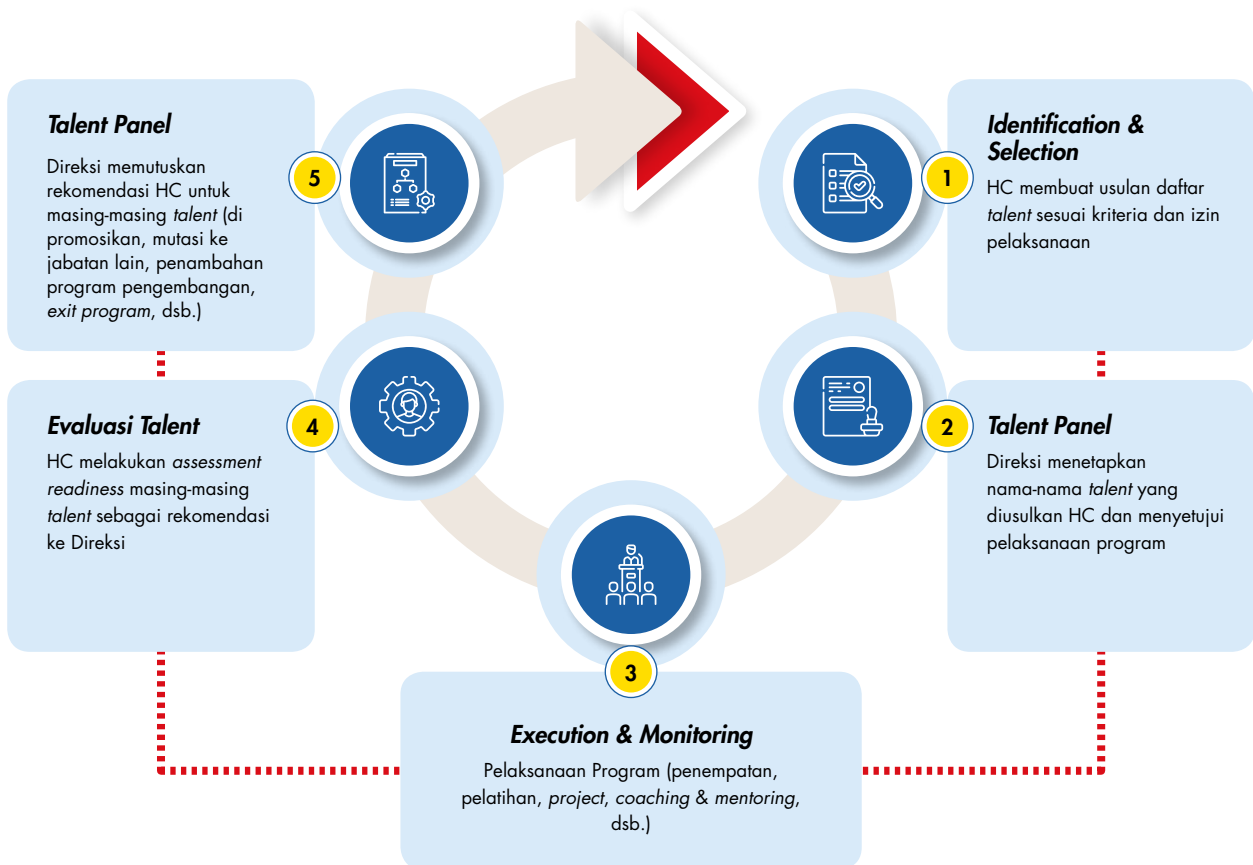 1
Identification &
Selection
HC membuat usulan daftar
talent sesuai kriteria dan izin
pelaksanaan
2
Talent Panel
Direksi menetapkan
nama-nama talent yang
diusulkan HC dan menyetujui
pelaksanaan program
3
Execution & Monitoring
Pelaksanaan Program (penempatan,
pelatihan, project, coaching & mentoring,
dsb.)
4
Evaluasi Talent
HC melakukan assessment
readiness masing-masing
talent sebagai rekomendasi
ke Direksi
5
Talent Panel
Direksi memutuskan
rekomendasi HC untuk
masing-masing talent (di
promosikan, mutasi ke
jabatan lain, penambahan
program pengembangan,
exit program, dsb.)